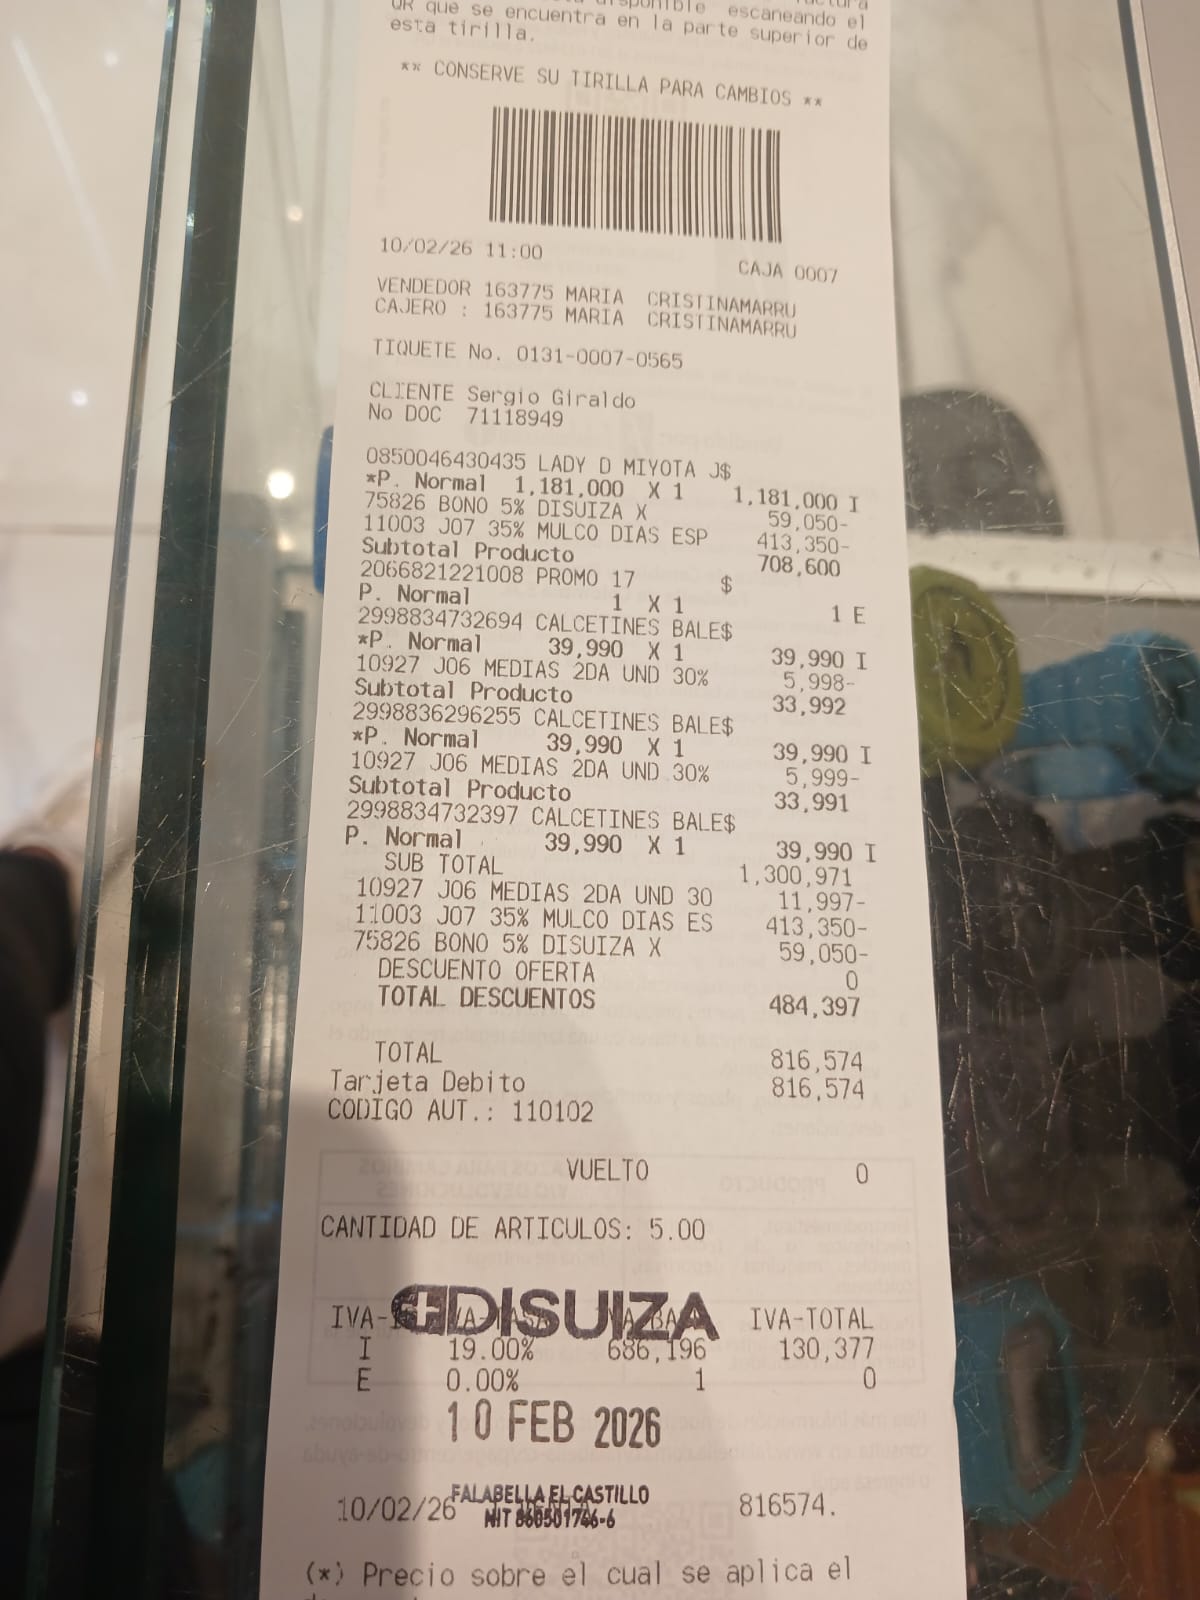 disponible escaneando el
QR que se encuentra en la parte superior de
esta tirilla.
** CONSERVE SU TIRILLA PARA CAMBIOS **
10/02/26 11:00 CAJA 0007
VENDEDOR 163775 MARIA CRISTINAMARRU
CAJERO : 163775 MARIA CRISTINAMARRU
TIQUETE No. 0131-0007-0565
CLIENTE Sergio Giraldo
No DOC 71118949
0850046430435 LADY D MIYOTA J$
*P. Normal 1,181,000 X 1 1,181,000 I
75826 BONO 5% DISUIZA X 59,050-
11003 J07 35% MULCO DIAS ESP 413,350-
Subtotal Producto 708,600
2066821221008 PROMO 17 $
P. Normal 1 X 1 1 E
2998834732694 CALCETINES BALE$
*P. Normal 39,990 X 1 39,990 I
10927 J06 MEDIAS 2DA UND 30% 5,998-
Subtotal Producto 33,992
2998836296255 CALCETINES BALE$
*P. Normal 39,990 X 1 39,990 I
10927 J06 MEDIAS 2DA UND 30% 5,999-
Subtotal Producto 33,991
2998834732397 CALCETINES BALE$
P. Normal 39,990 X 1 39,990 I
SUB TOTAL 1,300,971
10927 J06 MEDIAS 2DA UND 30 11,997-
11003 J07 35% MULCO DIAS ES 413,350-
75826 BONO 5% DISUIZA X 59,050-
DESCUENTO OFERTA 0
TOTAL DESCUENTOS 484,397
TOTAL 816,574
Tarjeta Debito 816,574
CODIGO AUT.: 110102
VUELTO 0
CANTIDAD DE ARTICULOS: 5.00
DISUIZA
IVA- IVA-TOTAL
I 19.00% 686,196 130,377
E 0.00% 1 0
10 FEB 2026
FALABELLA EL CASTILLO
10/02/26 816574.
NIT
(*) Precio sobre el cual se aplica el